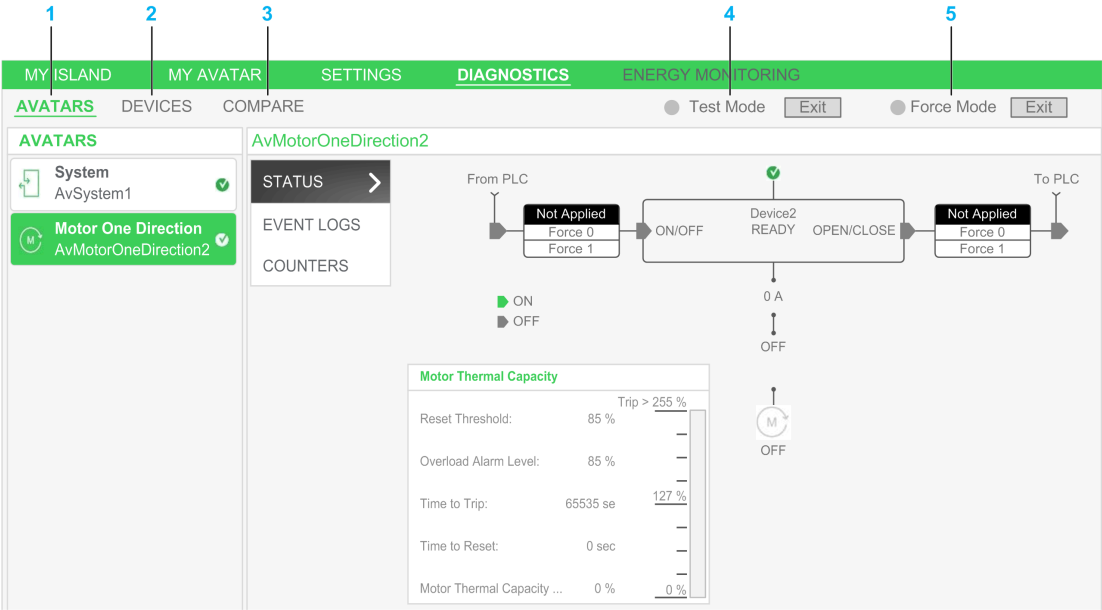 1 2 3 4 5
MY ISLAND MY AVATAR SETTINGS DIAGNOSTICS ENERGY MONITORING
AVATARS DEVICES COMPARE Test Mode Exit Force Mode Exit
AVATARS
System
AvSystem1
M
Motor One Direction
AvMotorOneDirection2
AvMotorOneDirection2
STATUS
EVENT LOGS
COUNTERS
From PLC
To PLC
Not Applied
Force 0
Force 1
ON/OFF
Device2
READY
OPEN/CLOSE
Not Applied
Force 0
Force 1
ON
OFF
0 A
OFF
M
OFF
Motor Thermal Capacity
Trip > 255 %
Reset Threshold: 85 %
Overload Alarm Level: 85 %
127 %
Time to Trip: 65535 se
Time to Reset: 0 sec
Motor Thermal Capacity ... 0 %
0 %